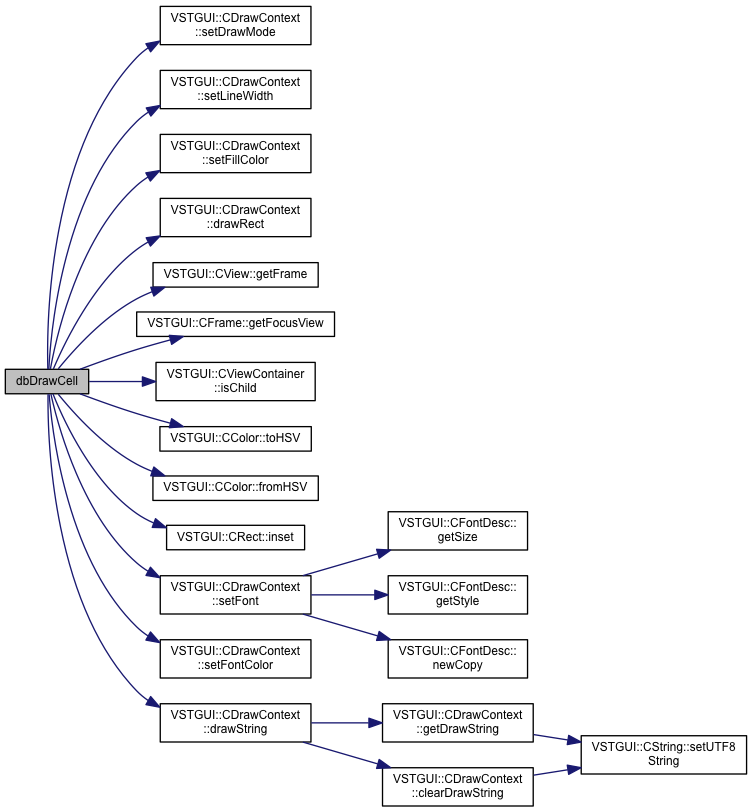 dbDrawCell
VSTGUI::CDrawContext
::setDrawMode
VSTGUI::CDrawContext
::setLineWidth
VSTGUI::CDrawContext
::setFillColor
VSTGUI::CDrawContext
::drawRect
VSTGUI::CView::getFrame
VSTGUI::CFrame::getFocusView
VSTGUI::CViewContainer
::isChild
VSTGUI::CColor::toHSV
VSTGUI::CColor::fromHSV
VSTGUI::CRect::inset
VSTGUI::CDrawContext
::setFont
VSTGUI::CFontDesc::
getSize
VSTGUI::CFontDesc::
getStyle
VSTGUI::CFontDesc::
newCopy
VSTGUI::CDrawContext
::setFontColor
VSTGUI::CDrawContext
::drawString
VSTGUI::CDrawContext
::getDrawString
VSTGUI::CDrawContext
::clearDrawString
VSTGUI::CString::setUTF8
String